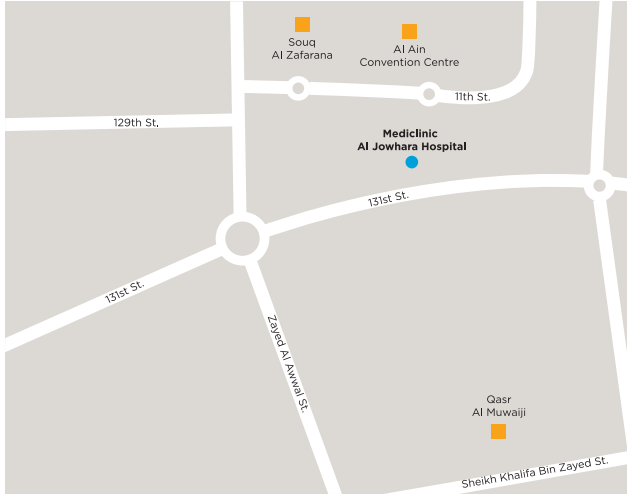 Souq
Al Zafarana
Al Ain
Convention Centre
11th St.
129th St.
Mediclinic
Al Jowhara Hospital
131st St.
131st St.
Zayed Al Awwal St.
Qasr
Al Muwaiji
Sheikh Khalifa Bin Zayed St.